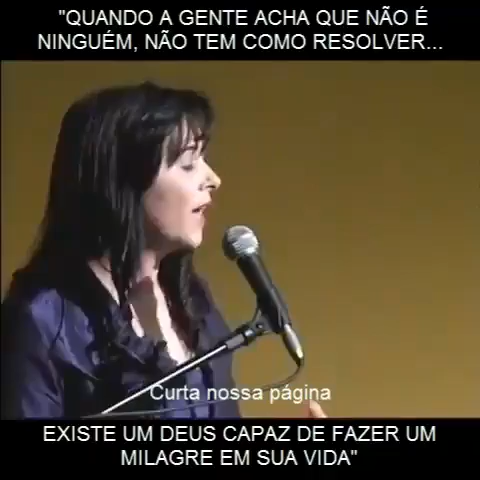 "QUANDO A GENTE ACHA QUE NÃO É
NINGUÉM, NÃO TEM COMO RESOLVER...
Curta nossa página
EXISTE UM DEUS CAPAZ DE FAZER UM
MILAGRE EM SUA VIDA"